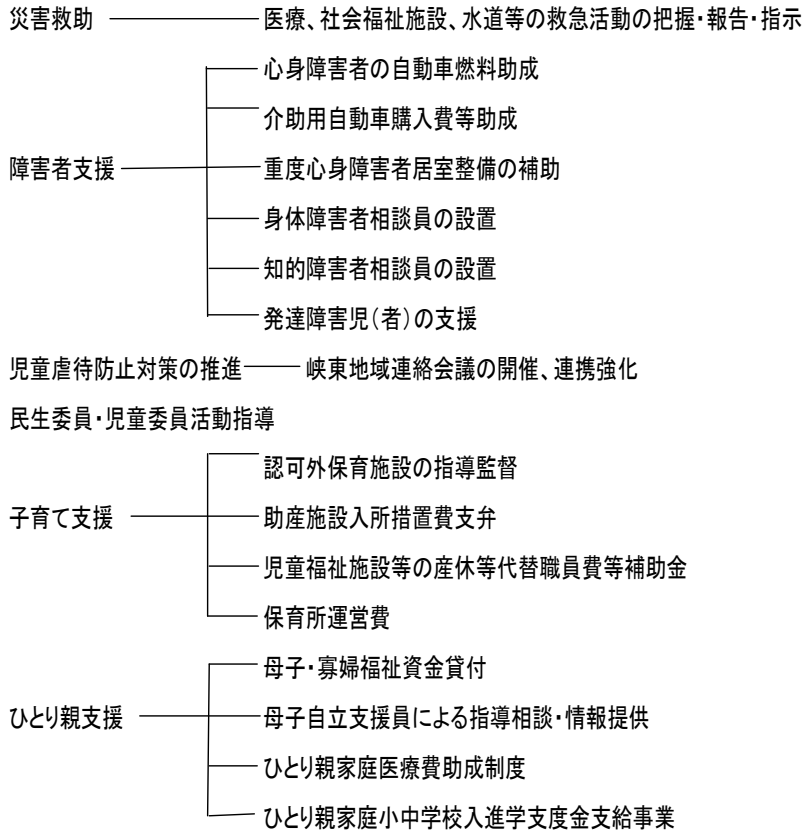 災害救助 医療、社会福祉施設、水道等の救急活動の把握・報告・指示
心身障害者の自動車燃料助成
介助用自動車購入費等助成
障害者支援 重度心身障害者居室整備の補助
身体障害者相談員の設置
知的障害者相談員の設置
発達障害児(者)の支援
児童虐待防止対策の推進 峡東地域連絡会議の開催、連携強化
民生委員・児童委員活動指導
認可外保育施設の指導監督
子育て支援 助産施設入所措置費支弁
児童福祉施設等の産休等代替職員費等補助金
保育所運営費
母子・寡婦福祉資金貸付
ひとり親支援 母子自立支援員による指導相談・情報提供
ひとり親家庭医療費助成制度
ひとり親家庭小中学校入進学支度金支給事業